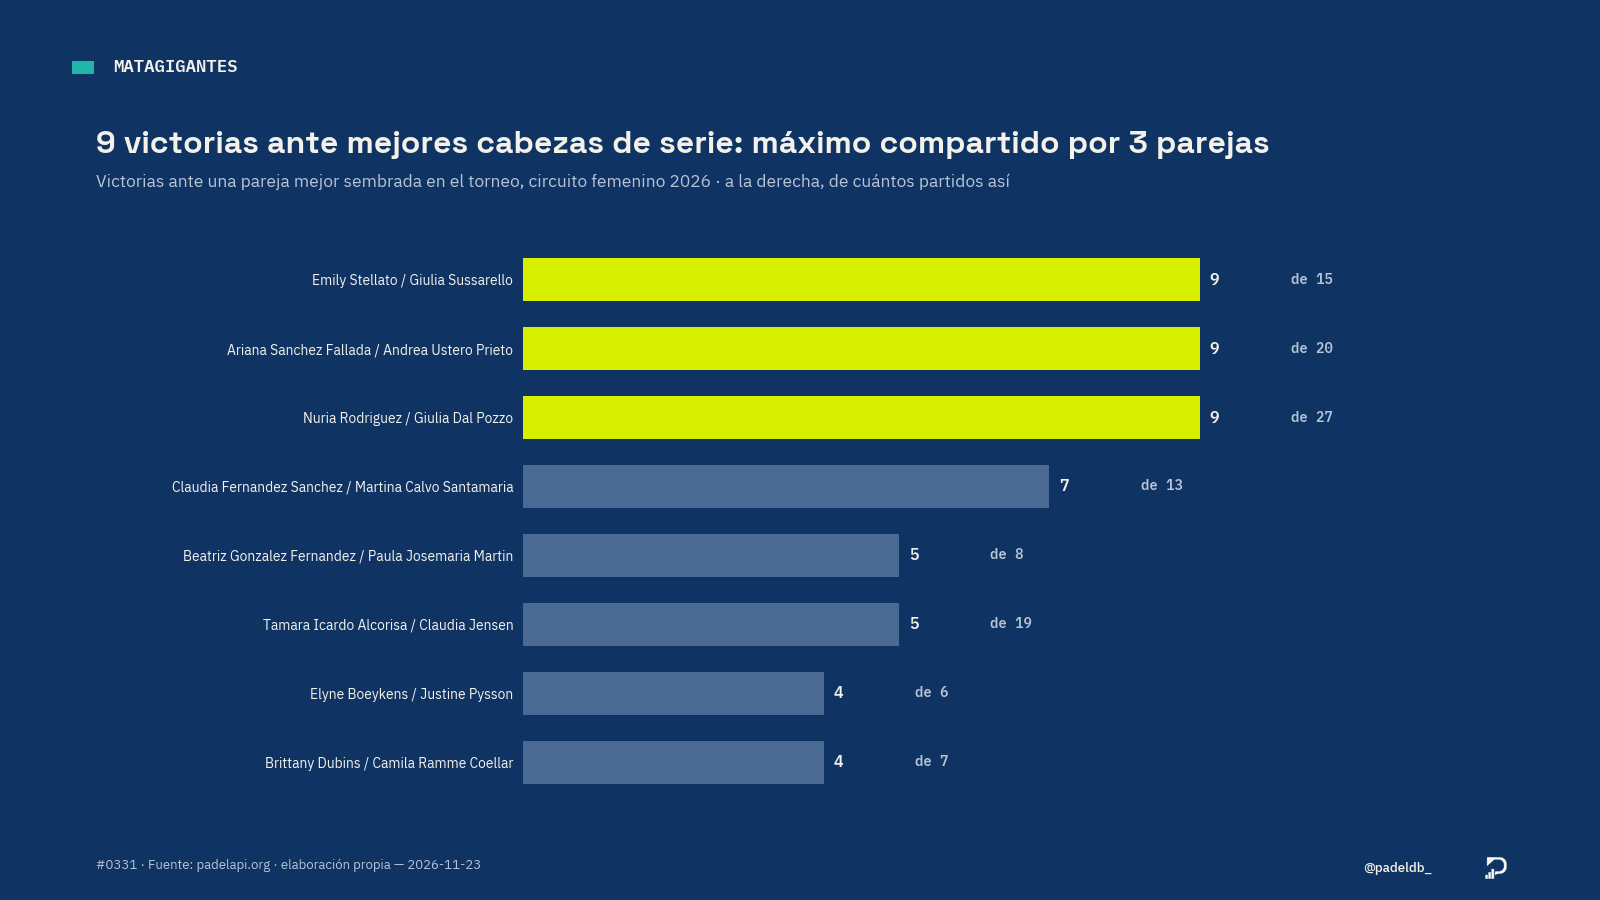 MATAGIGANTES
9 victorias ante mejores cabezas de serie: máximo compartido por 3 parejas
Victorias ante una pareja mejor sembrada en el torneo, circuito femenino 2026 · a la derecha, de cuántos partidos así
Emily Stellato / Giulia Sussarello 9 de 15
Ariana Sanchez Fallada / Andrea Ustero Prieto 9 de 20
Nuria Rodriguez / Giulia Dal Pozzo 9 de 27
Claudia Fernandez Sanchez / Martina Calvo Santamaria 7 de 13
Beatriz Gonzalez Fernandez / Paula Josemaria Martin 5 de 8
Tamara Icardo Alcorisa / Claudia Jensen 5 de 19
Elyne Boeykens / Justine Pysson 4 de 6
Brittany Dubins / Camila Ramme Coellar 4 de 7
#0331 · Fuente: padelapi.org · elaboración propia — 2026-11-23
@padeldb_